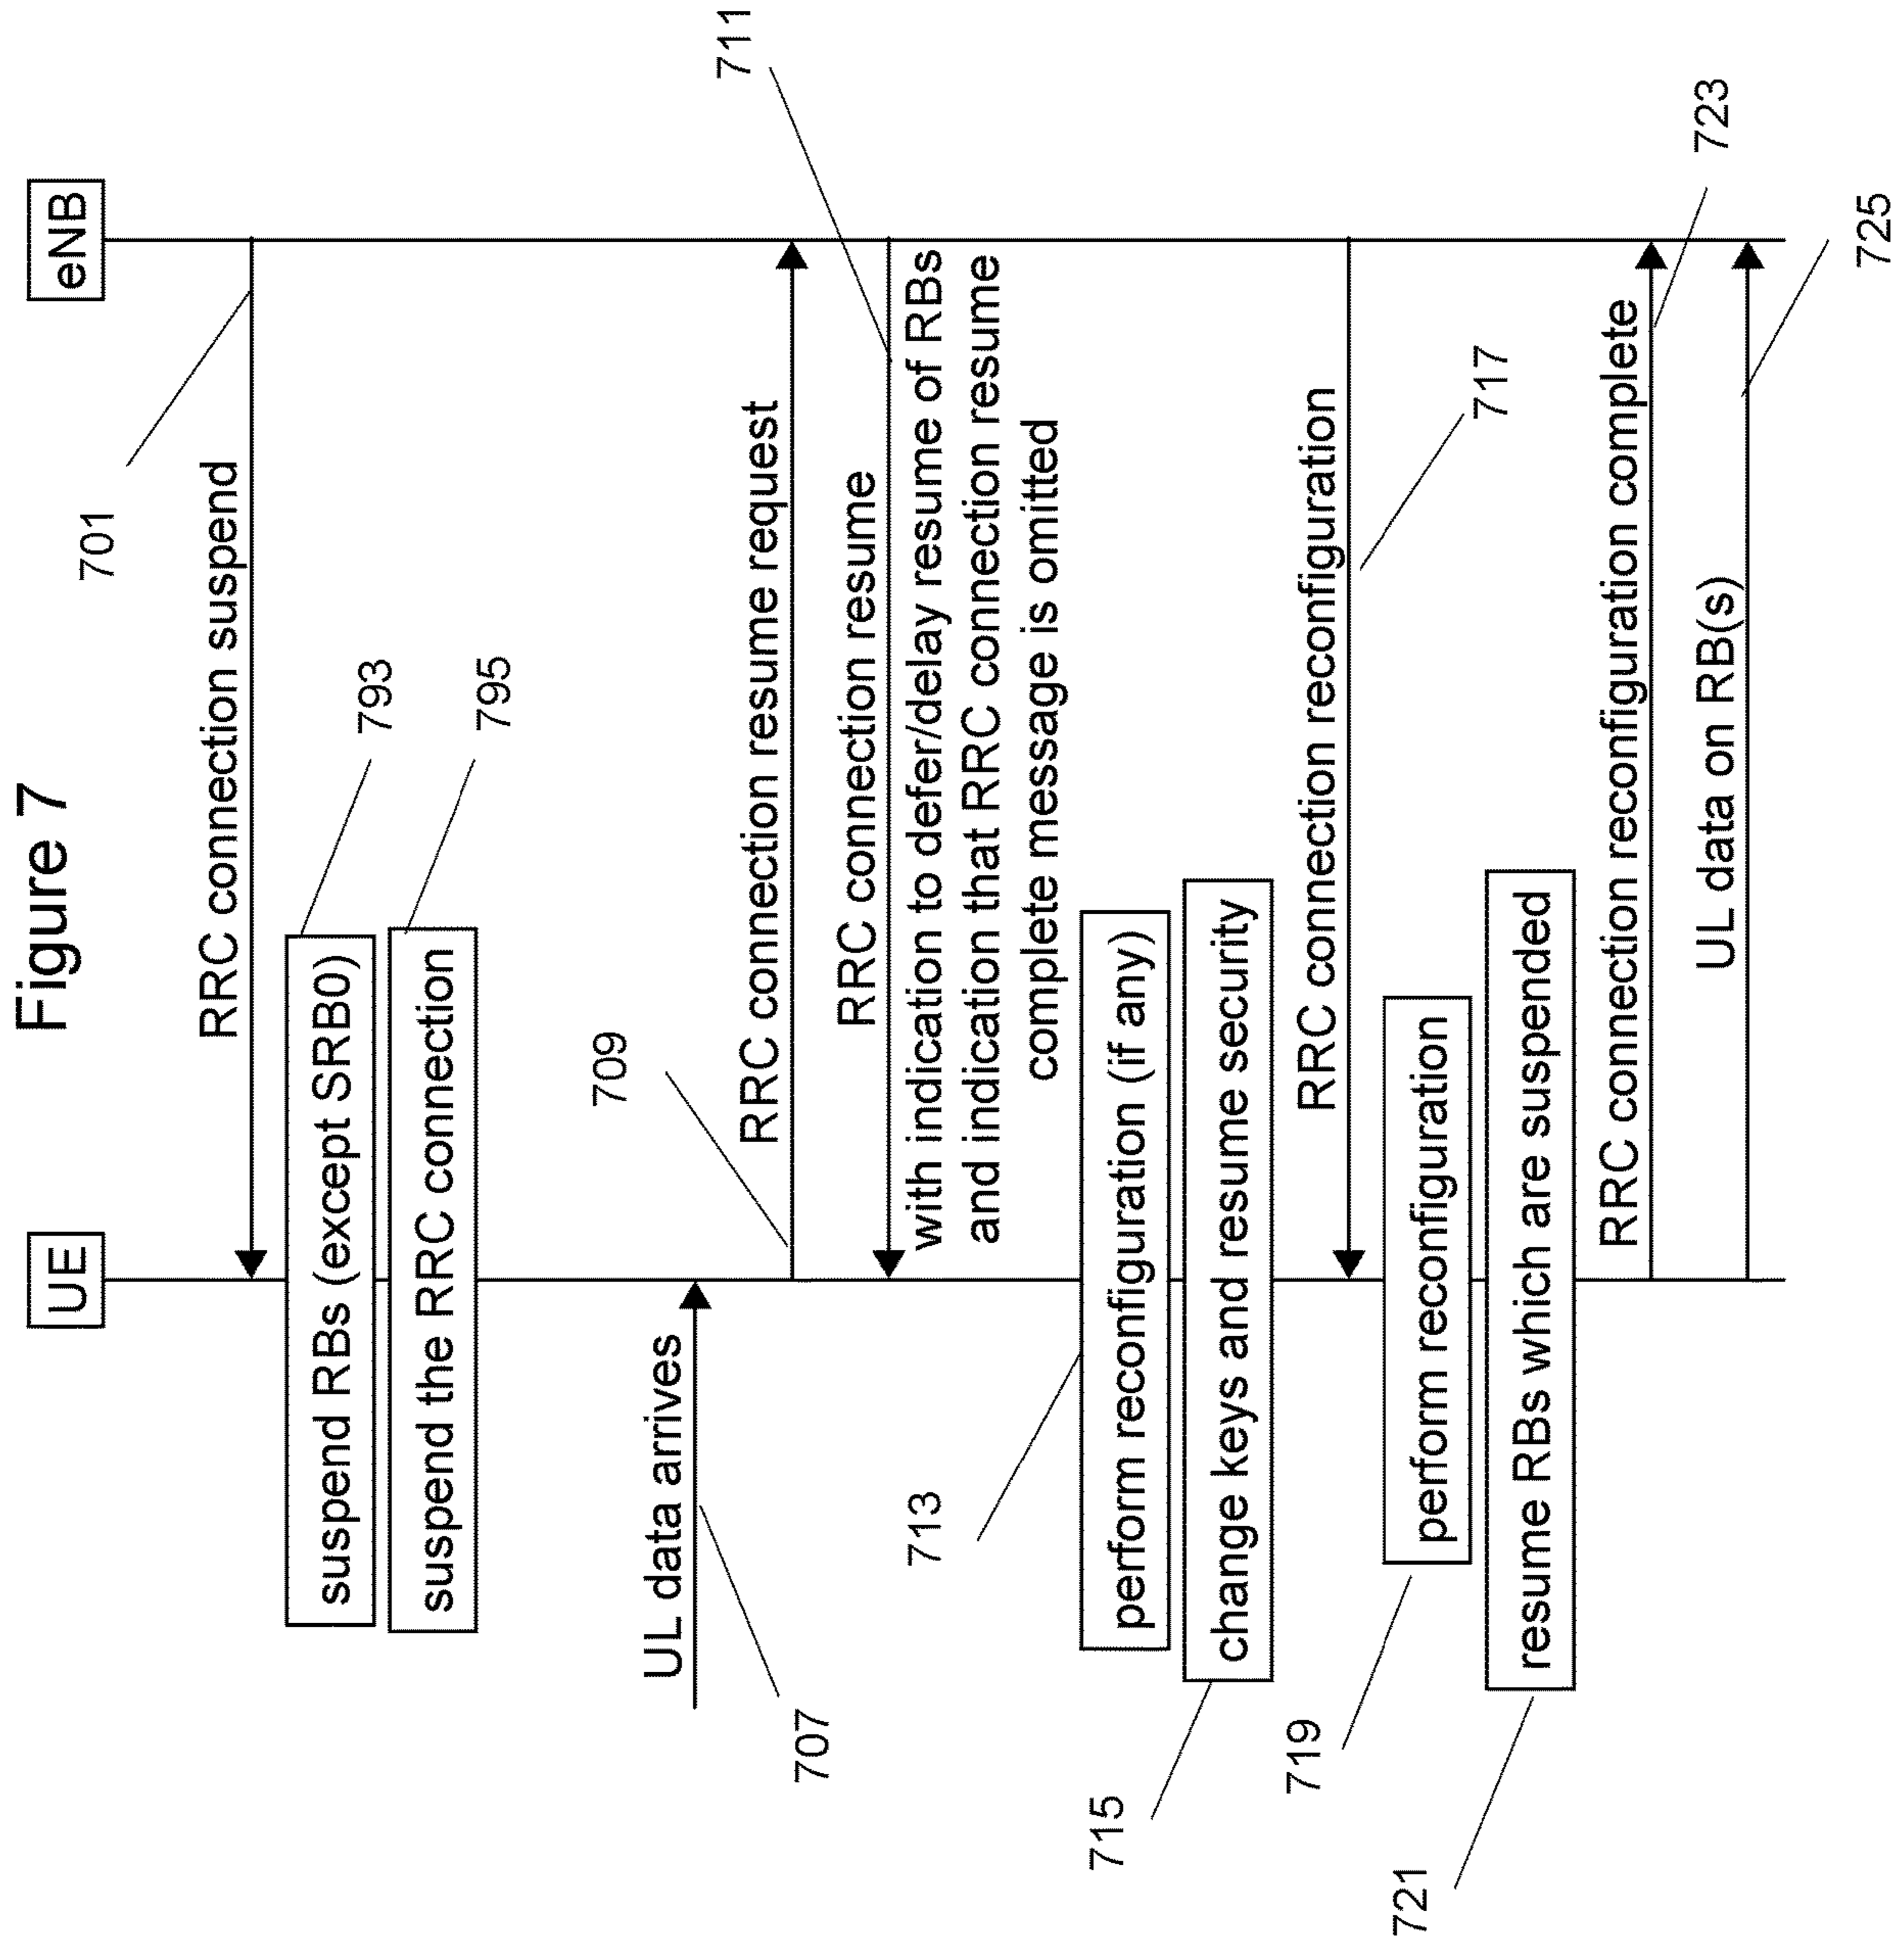 Figure 7
UE
eNB
701
RRC connection suspend
793
suspend RBs (except SRB0)
795
suspend the RRC connection
UL data arrives
707
709
RRC connection resume request
711
RRC connection resume
with indication to defer/delay resume of RBs
and indication that RRC connection resume
complete message is omitted
713
perform reconfiguration (if any)
715
change keys and resume security
RRC connection reconfiguration
717
719
perform reconfiguration
721
resume RBs which are suspended
RRC connection reconfiguration complete
723
UL data on RB(s)
725